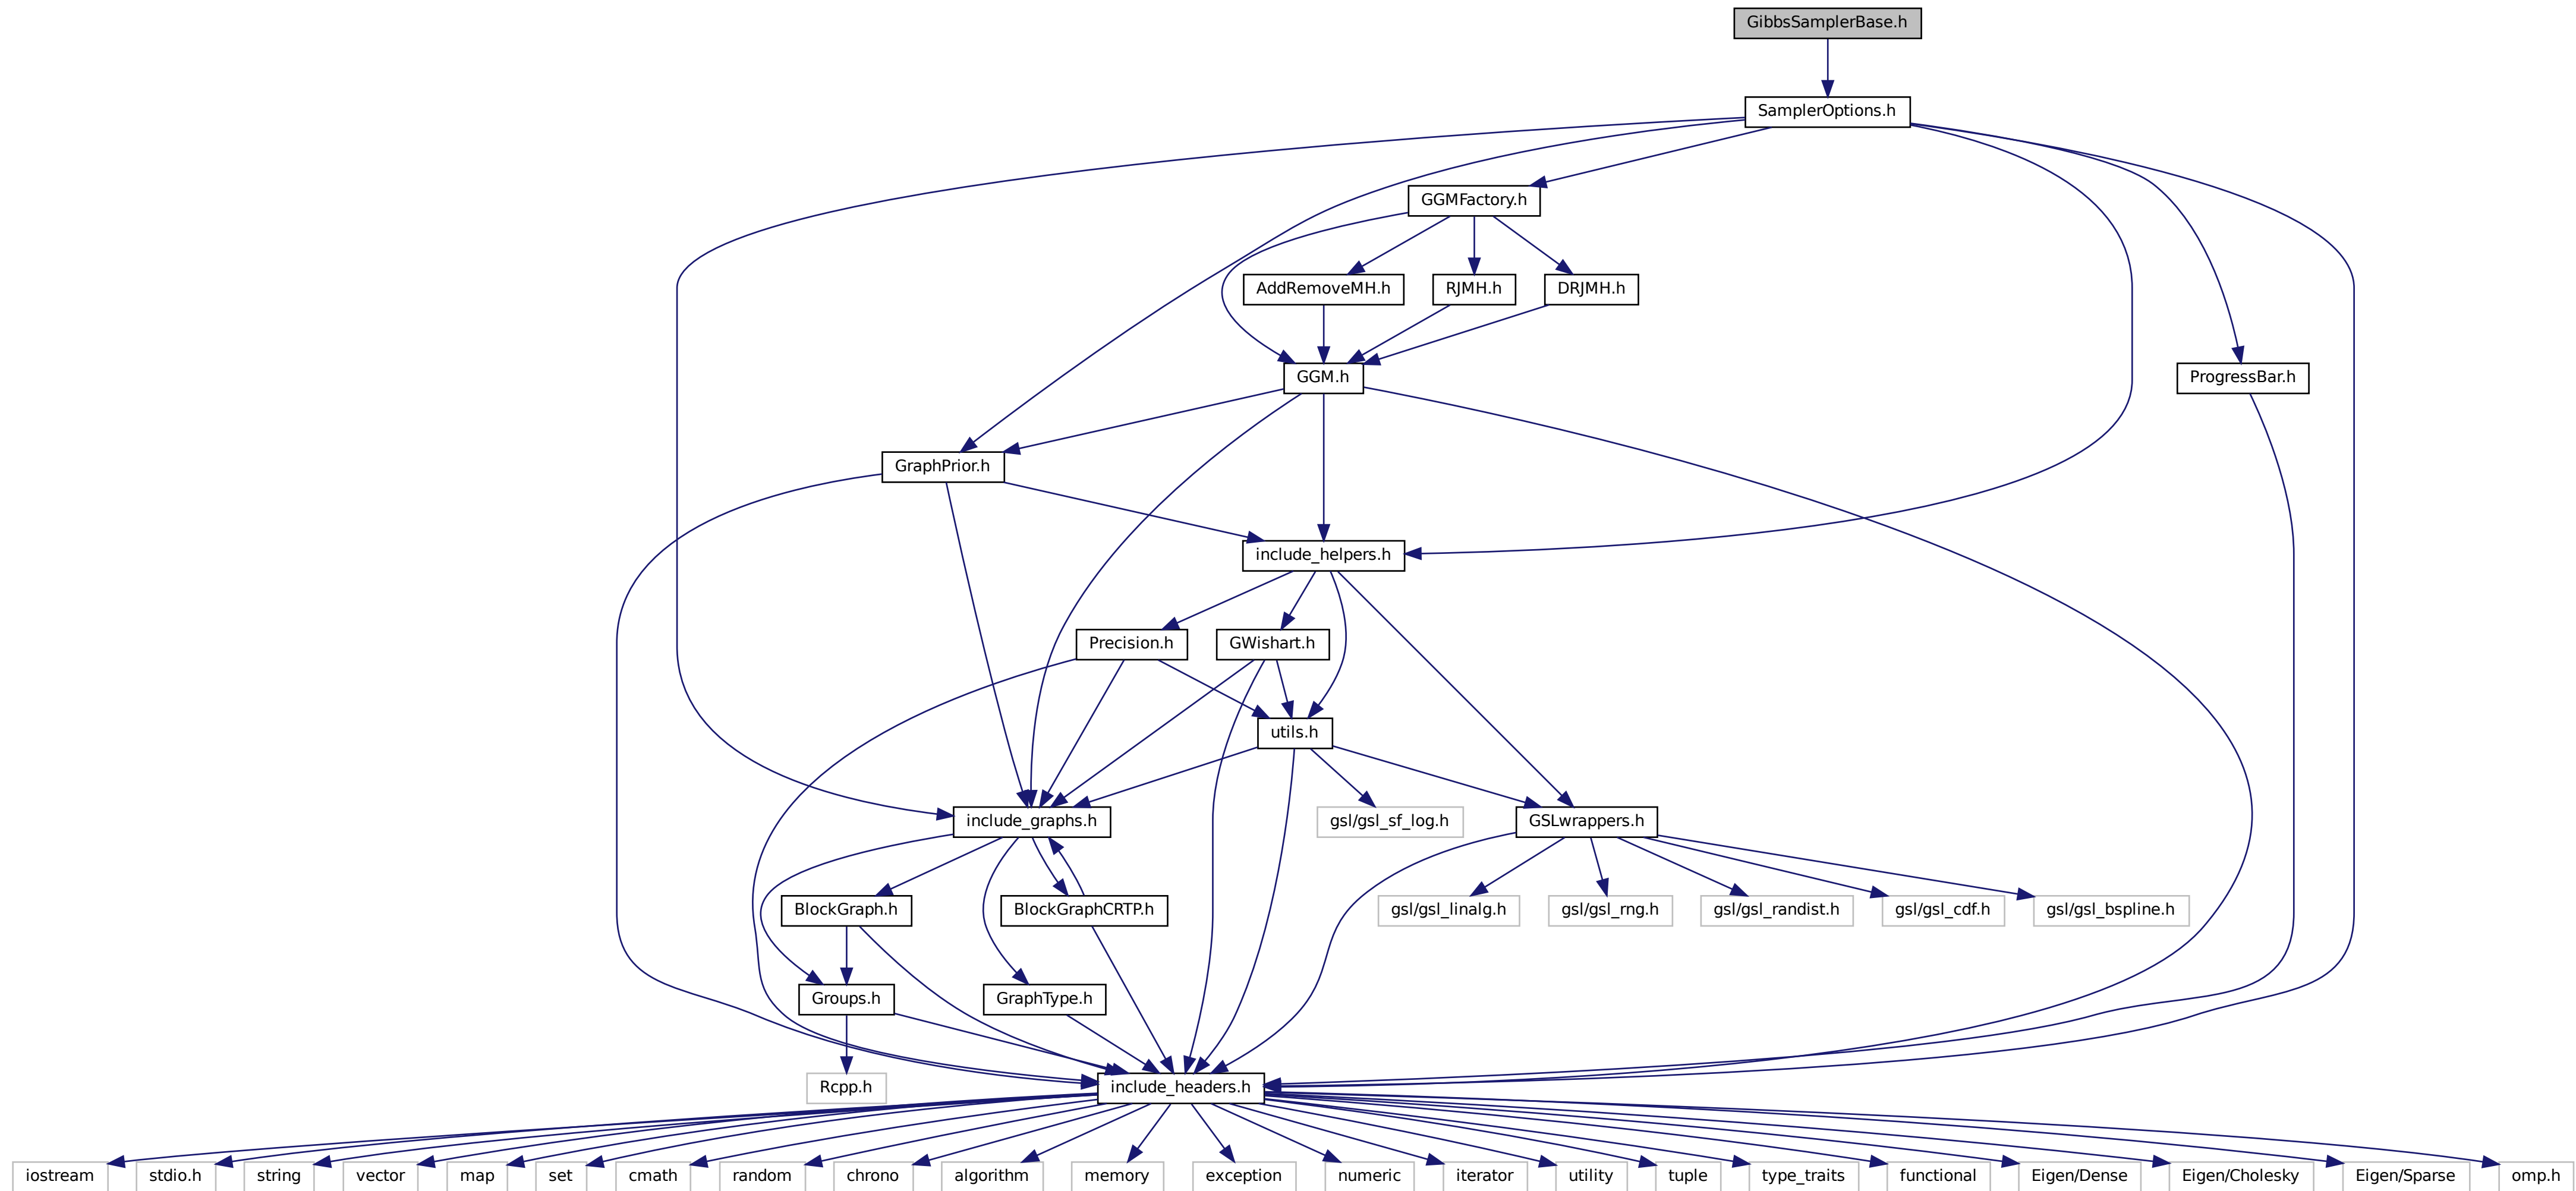 GibbsSamplerBase.h
SamplerOptions.h
GGMFactory.h
AddRemoveMH.h
RJMH.h
DRJMH.h
GGM.h
ProgressBar.h
GraphPrior.h
include_helpers.h
Precision.h
GWishart.h
utils.h
include_graphs.h
gsl/gsl_sf_log.h
GSLwrappers.h
BlockGraph.h
BlockGraphCRTP.h
gsl/gsl_linalg.h
gsl/gsl_rng.h
gsl/gsl_randist.h
gsl/gsl_cdf.h
gsl/gsl_bspline.h
Groups.h
GraphType.h
Rcpp.h
include_headers.h
iostream
stdio.h
string
vector
map
set
cmath
random
chrono
algorithm
memory
exception
numeric
iterator
utility
tuple
type_traits
functional
Eigen/Dense
Eigen/Cholesky
Eigen/Sparse
omp.h